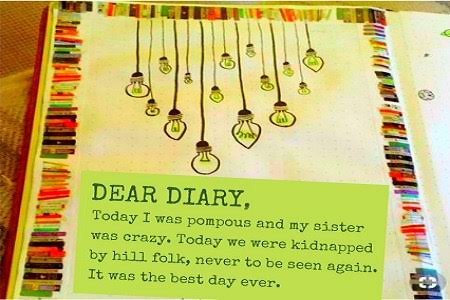 DEAR DIARY,
Today I was pompous and my sister
was crazy. Today we were kidnapped
by hill folk, never to be seen again.
It was the best day ever.